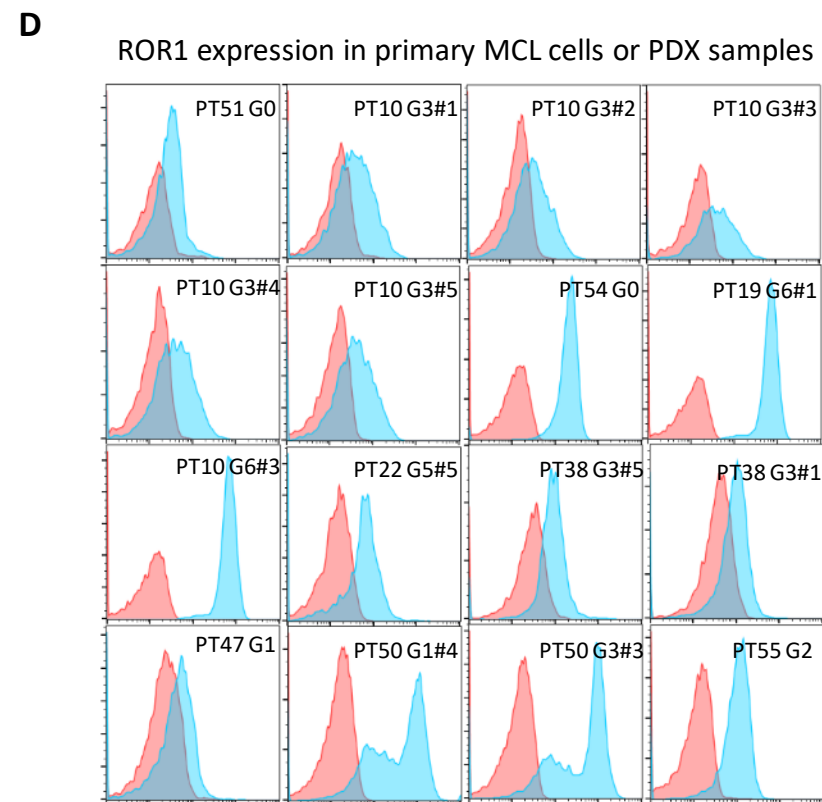 D
ROR1 expression in primary MCL cells or PDX samples
PT51 G0
PT10 G3#1
PT10 G3#2
PT10 G3#3
PT10 G3#4
PT10 G3#5
PT54 G0
PT19 G6#1
PT10 G6#3
PT22 G5#5
PT38 G3#5
PT38 G3#1
PT47 G1
PT50 G1#4
PT50 G3#3
PT55 G2